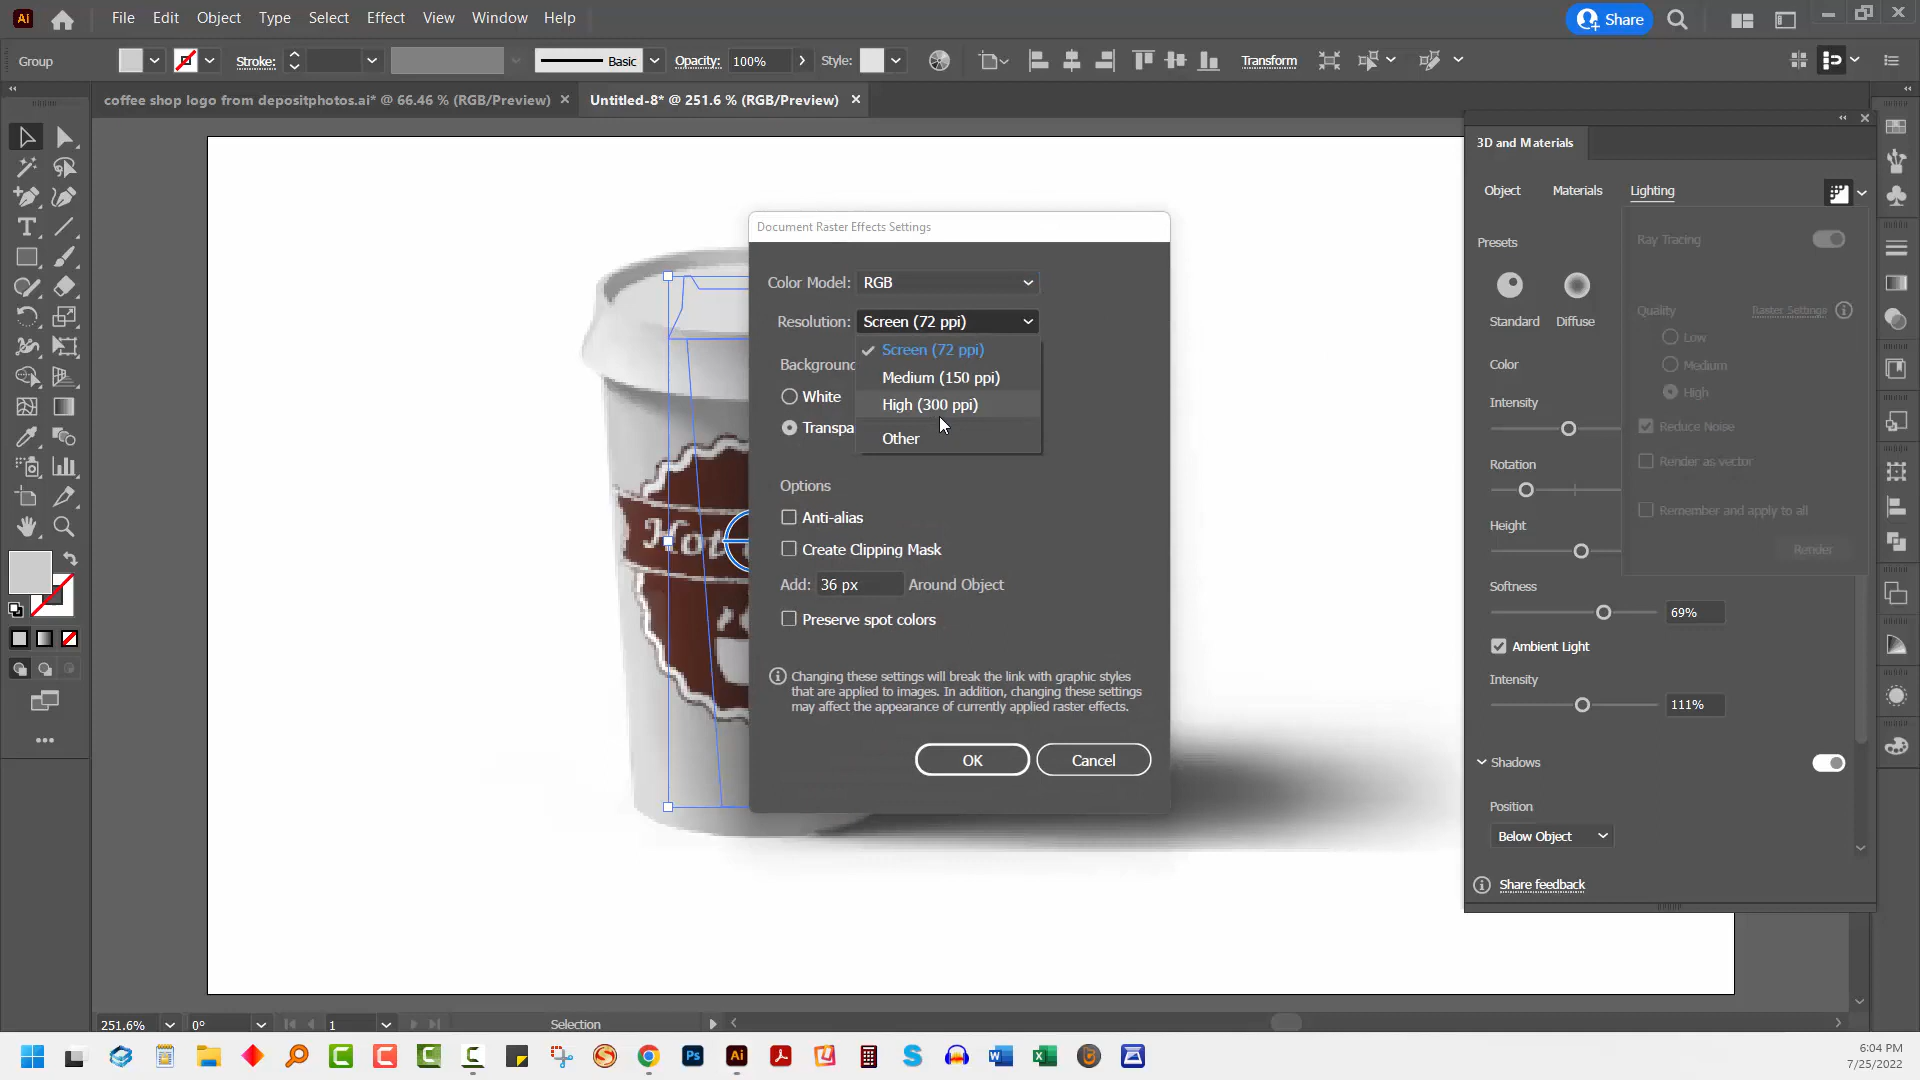 Ai File Edit Object Type Select Effect View Window Help Share
Group Stroke: Basic Opacity: 100% Style: Transform
coffee shop logo from depositphotos.ai* @ 66.46 % (RGB/Preview) Untitled-8* @ 251.6 % (RGB/Preview)
3D and Materials
Object Materials Lighting
Presets
Standard Diffuse
Color
Intensity
Rotation
Height
Softness
69%
Ambient Light
Intensity
111%
Shadows
Position
Below Object
Share feedback
Ray Tracing
Quality Raster Settings
Low
Medium
High
Reduce Noise
Render as vector
Remember and apply to all
Render
Document Raster Effects Settings
Color Model: RGB
Resolution: Screen (72 ppi)
Screen (72 ppi)
Medium (150 ppi)
High (300 ppi)
Other
Background
White
Transpa
Options
Anti-alias
Create Clipping Mask
Add: 36 px Around Object
Preserve spot colors
Changing these settings will break the link with graphic styles
that are applied to images. In addition, changing these settings
may affect the appearance of currently applied raster effects.
OK Cancel
251.6% 0° 1 Selection
Ps Ai
6:04 PM
7/25/2022